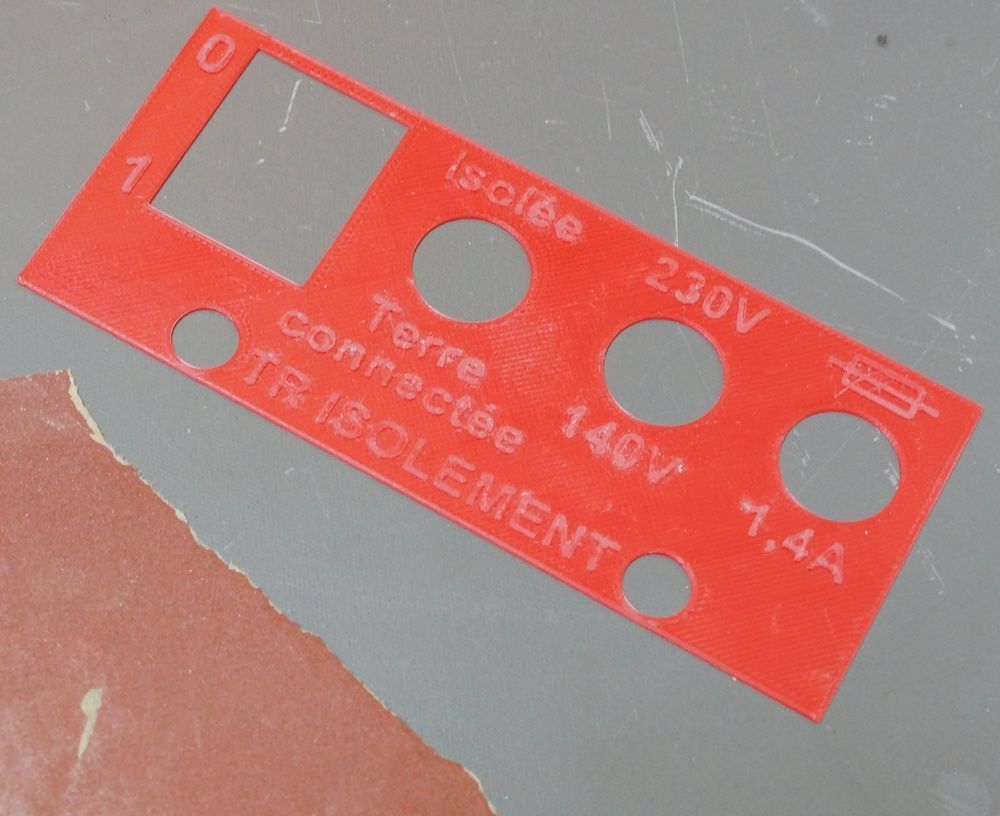 0
1
Isolée
Terre
connectée
230V
140V
1,4A
TR ISOLEMENT